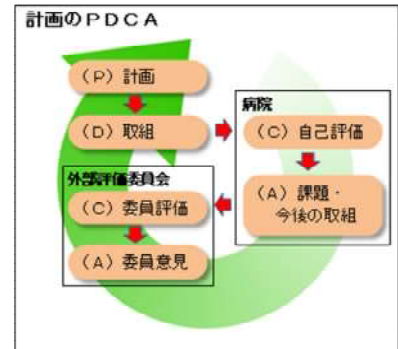 計画のPDCA
(P) 計画
(D) 取組
病院
(C) 自己評価
(A) 課題・
今後の取組
外部評価委員会
(C) 委員評価
(A) 委員意見